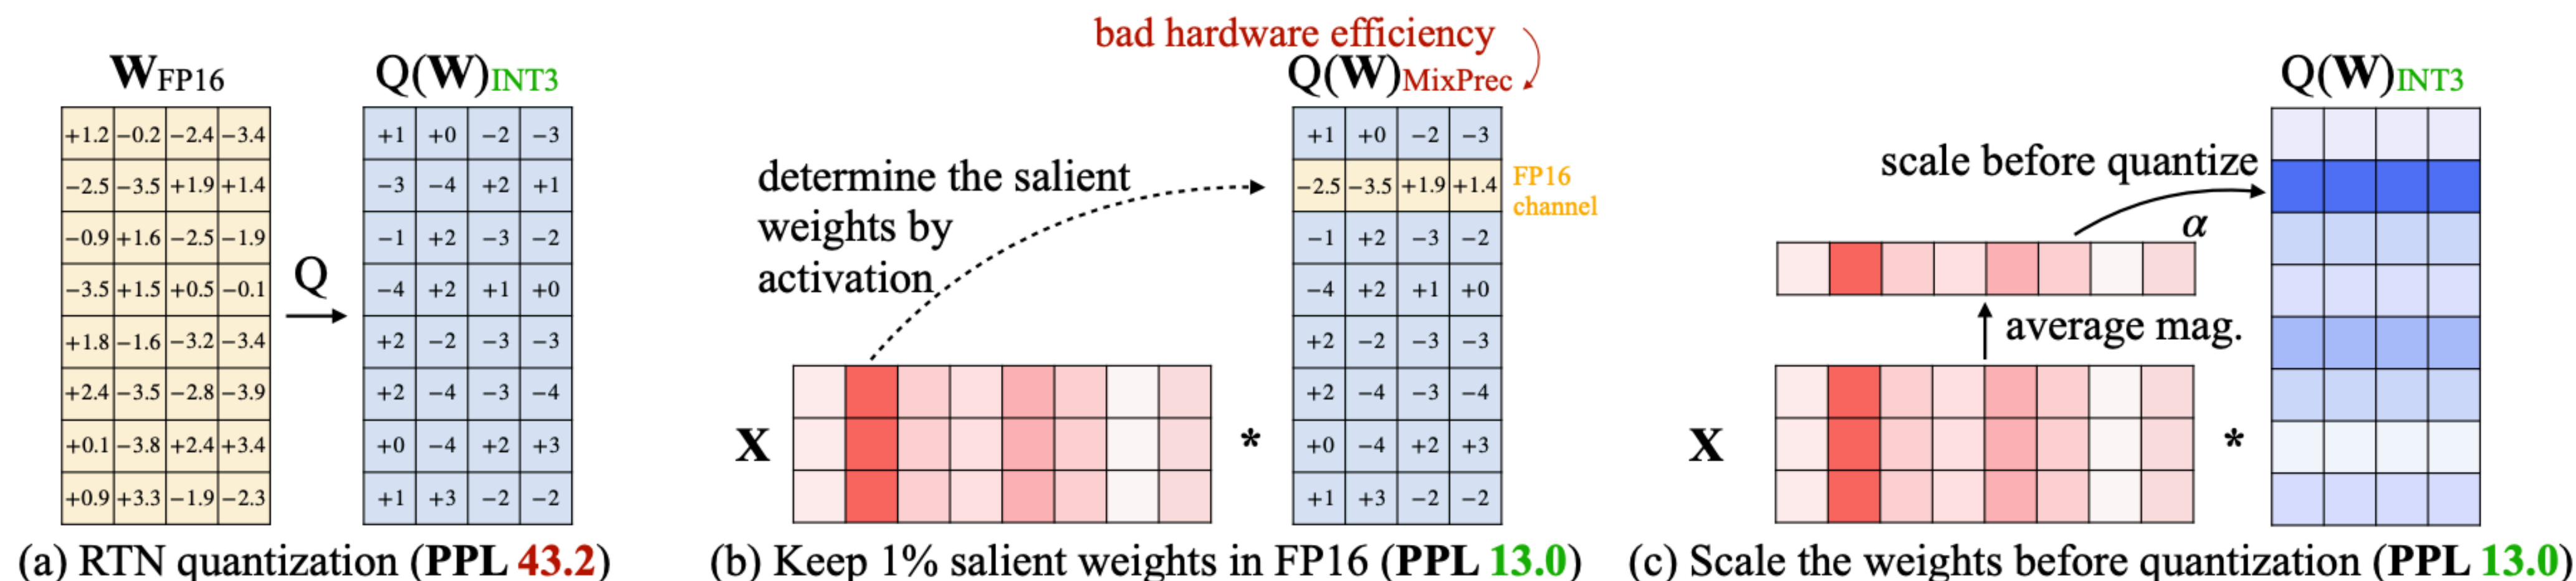 bad hardware efficiency
WFP16
Q(W)INT3
Q(W)MixPrec
Q(W)INT3
+1.2 −0.2 −2.4 −3.4
−2.5 −3.5 +1.9 +1.4
−0.9 +1.6 −2.5 −1.9
−3.5 +1.5 +0.5 −0.1
+1.8 −1.6 −3.2 −3.4
+2.4 −3.5 −2.8 −3.9
+0.1 −3.8 +2.4 +3.4
+0.9 +3.3 −1.9 −2.3
Q
+1 +0 −2 −3
−3 −4 +2 +1
−1 +2 −3 −2
−4 +2 +1 +0
+2 −2 −3 −3
+2 −4 −3 −4
+0 −4 +2 +3
+1 +3 −2 −2
(a) RTN quantization (PPL 43.2)
determine the salient
weights by
activation
X
*
+1 +0 −2 −3
−2.5 −3.5 +1.9 +1.4
−1 +2 −3 −2
−4 +2 +1 +0
+2 −2 −3 −3
+2 −4 −3 −4
+0 −4 +2 +3
+1 +3 −2 −2
FP16
channel
(b) Keep 1% salient weights in FP16 (PPL 13.0)
scale before quantize
α
average mag.
X
*
(c) Scale the weights before quantization (PPL 13.0)